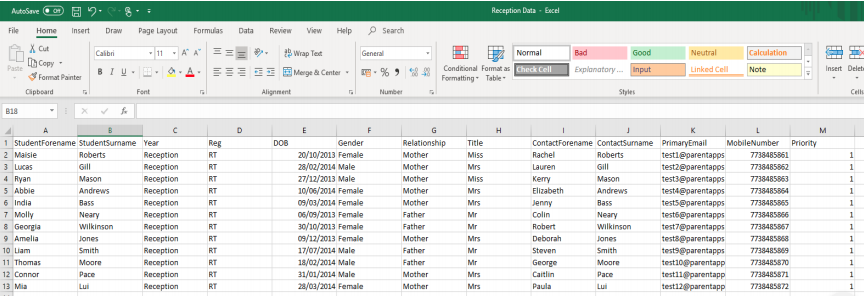 AutoSave Off Reception Data - Excel
File Home Insert Draw Page Layout Formulas Data Review View Help Search
Cut Calibri 11 A A Wrap Text General Normal Bad Good Neutral Calculation
Copy
Paste Format Painter B I U A Merge & Center % 9 Conditional Formatting Format as Table Check Cell Explanatory ... Input Linked Cell Note Insert Delete
Clipboard Font Alignment Number Styles Cells
B18 fx
A B C D E F G H I J K L M
1 StudentForename StudentSurname Year Reg DOB Gender Relationship Title ContactForename ContactSurname PrimaryEmail MobileNumber Priority
2 Maisie Roberts Reception RT 20/10/2013 Female Mother Miss Rachel Roberts test1@parentapps 7738485861 1
3 Lucas Gill Reception RT 28/02/2014 Male Mother Mrs Lauren Gill test2@parentapps 7738485862 1
4 Ryan Mason Reception RT 27/12/2013 Male Mother Miss Kerry Mason test3@parentapps 7738485863 1
5 Abbie Andrews Reception RT 10/06/2014 Female Mother Mrs Elizabeth Andrews test4@parentapps 7738485864 1
6 India Bass Reception RT 09/03/2014 Female Mother Mrs Jenny Bass test5@parentapps 7738485865 1
7 Molly Neary Reception RT 06/09/2013 Female Father Mr Colin Neary test6@parentapps 7738485866 1
8 Georgia Wilkinson Reception RT 30/10/2013 Female Father Mr Robert Wilkinson test7@parentapps 7738485867 1
9 Amelia Jones Reception RT 09/12/2013 Female Mother Mrs Deborah Jones test8@parentapps 7738485868 1
10 Liam Smith Reception RT 17/07/2014 Male Father Mr Steven Smith test9@parentapps 7738485869 1
11 Thomas Moore Reception RT 18/02/2014 Male Father Mr George Moore test10@parentapp 7738485870 1
12 Connor Pace Reception RT 31/01/2014 Male Mother Mrs Caitlin Pace test11@parentapp 7738485871 1
13 Mia Lui Reception RT 28/03/2014 Female Mother Mrs Paula Lui test12@parentapp 7738485872 1